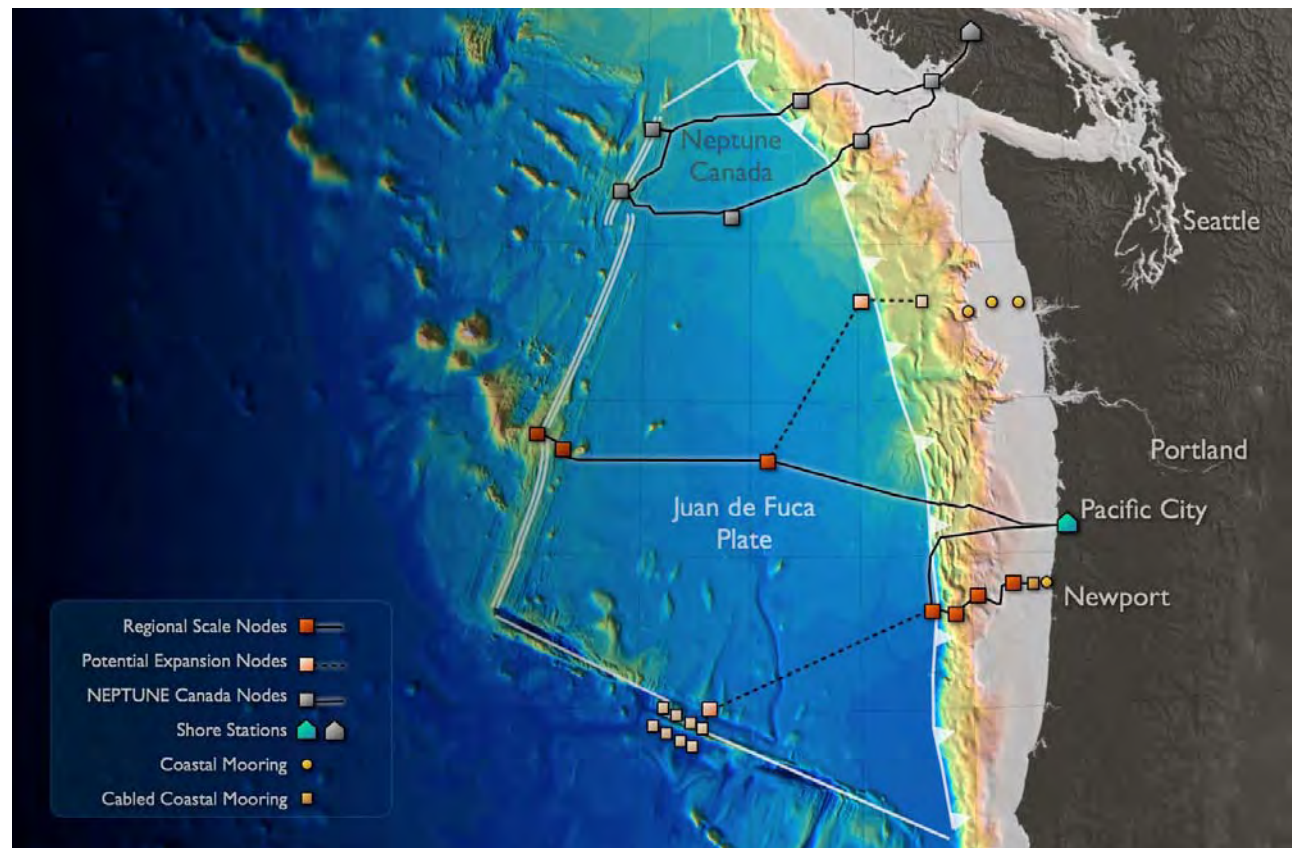 Neptune
Canada
Seattle
Portland
Juan de Fuca
Plate
Pacific City
Newport
Regional Scale Nodes
Potential Expansion Nodes
NEPTUNE Canada Nodes
Shore Stations
Coastal Mooring
Cabled Coastal Mooring